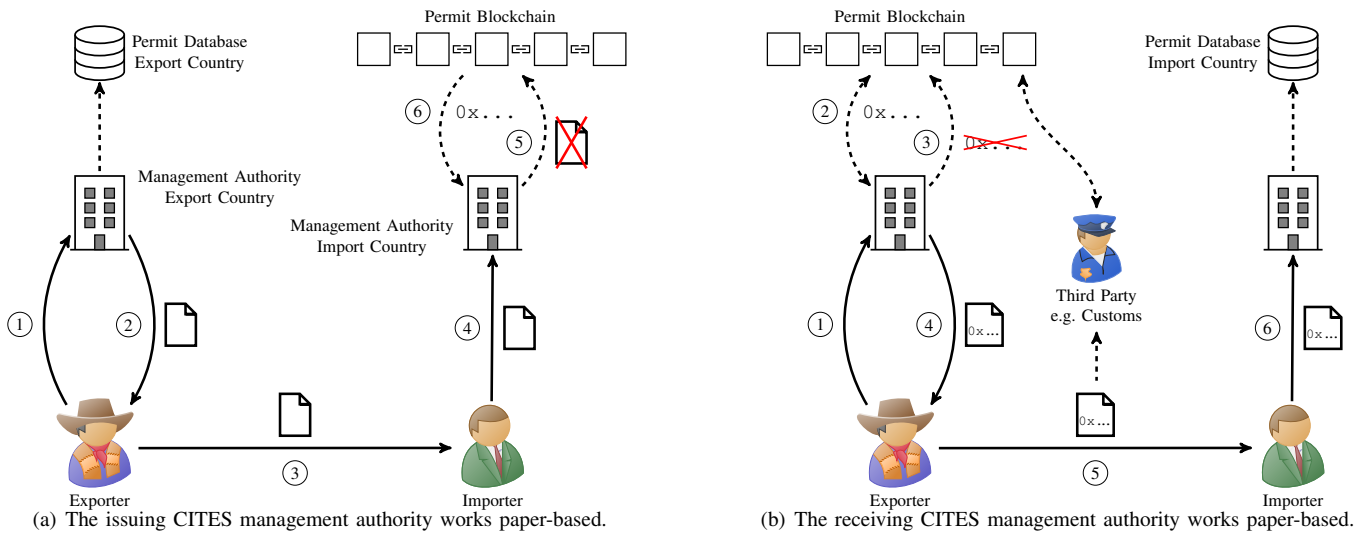 Permit Database
Export Country
Permit Blockchain
6
0x...
5
Management Authority
Export Country
Management Authority
Import Country
1
2
4
3
Exporter
Importer
(a) The issuing CITES management authority works paper-based.
Permit Blockchain
Permit Database
Import Country
2
0x...
3
0x...
Third Party
e.g. Customs
1
4
0x...
6
0x...
0x...
5
Exporter
Importer
(b) The receiving CITES management authority works paper-based.